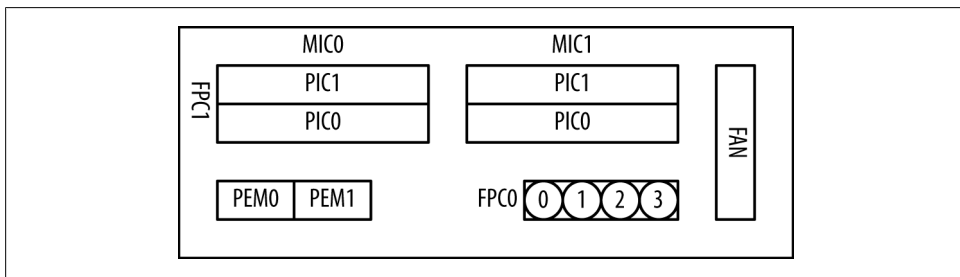 MIC0 MIC1
FPC1
PIC1 PIC1
PIC0 PIC0
FAN
PEM0 PEM1 FPC0 0 1 2 3